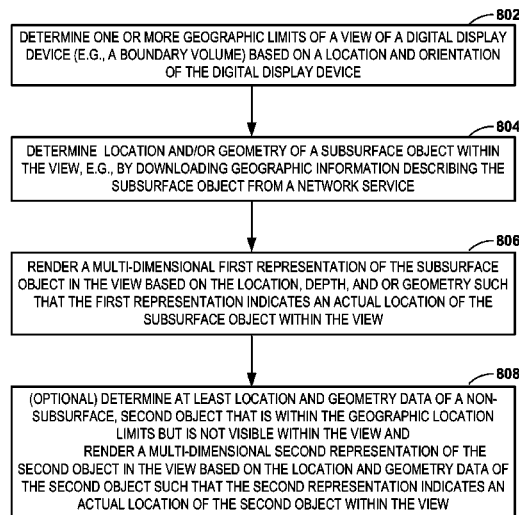 802
DETERMINE ONE OR MORE GEOGRAPHIC LIMITS OF A VIEW OF A DIGITAL DISPLAY
DEVICE (E.G., A BOUNDARY VOLUME) BASED ON A LOCATION AND ORIENTATION
OF THE DIGITAL DISPLAY DEVICE
804
DETERMINE LOCATION AND/OR GEOMETRY OF A SUBSURFACE OBJECT WITHIN
THE VIEW, E.G., BY DOWNLOADING GEOGRAPHIC INFORMATION DESCRIBING THE
SUBSURFACE OBJECT FROM A NETWORK SERVICE
806
RENDER A MULTI-DIMENSIONAL FIRST REPRESENTATION OF THE SUBSURFACE
OBJECT IN THE VIEW BASED ON THE LOCATION, DEPTH, AND OR GEOMETRY SUCH
THAT THE FIRST REPRESENTATION INDICATES AN ACTUAL LOCATION OF THE
SUBSURFACE OBJECT WITHIN THE VIEW
808
(OPTIONAL) DETERMINE AT LEAST LOCATION AND GEOMETRY DATA OF A NON-
SUBSURFACE, SECOND OBJECT THAT IS WITHIN THE GEOGRAPHIC LOCATION
LIMITS BUT IS NOT VISIBLE WITHIN THE VIEW AND
RENDER A MULTI-DIMENSIONAL SECOND REPRESENTATION OF THE
SECOND OBJECT IN THE VIEW BASED ON THE LOCATION AND GEOMETRY DATA OF
THE SECOND OBJECT SUCH THAT THE SECOND REPRESENTATION INDICATES AN
ACTUAL LOCATION OF THE SECOND OBJECT WITHIN THE VIEW